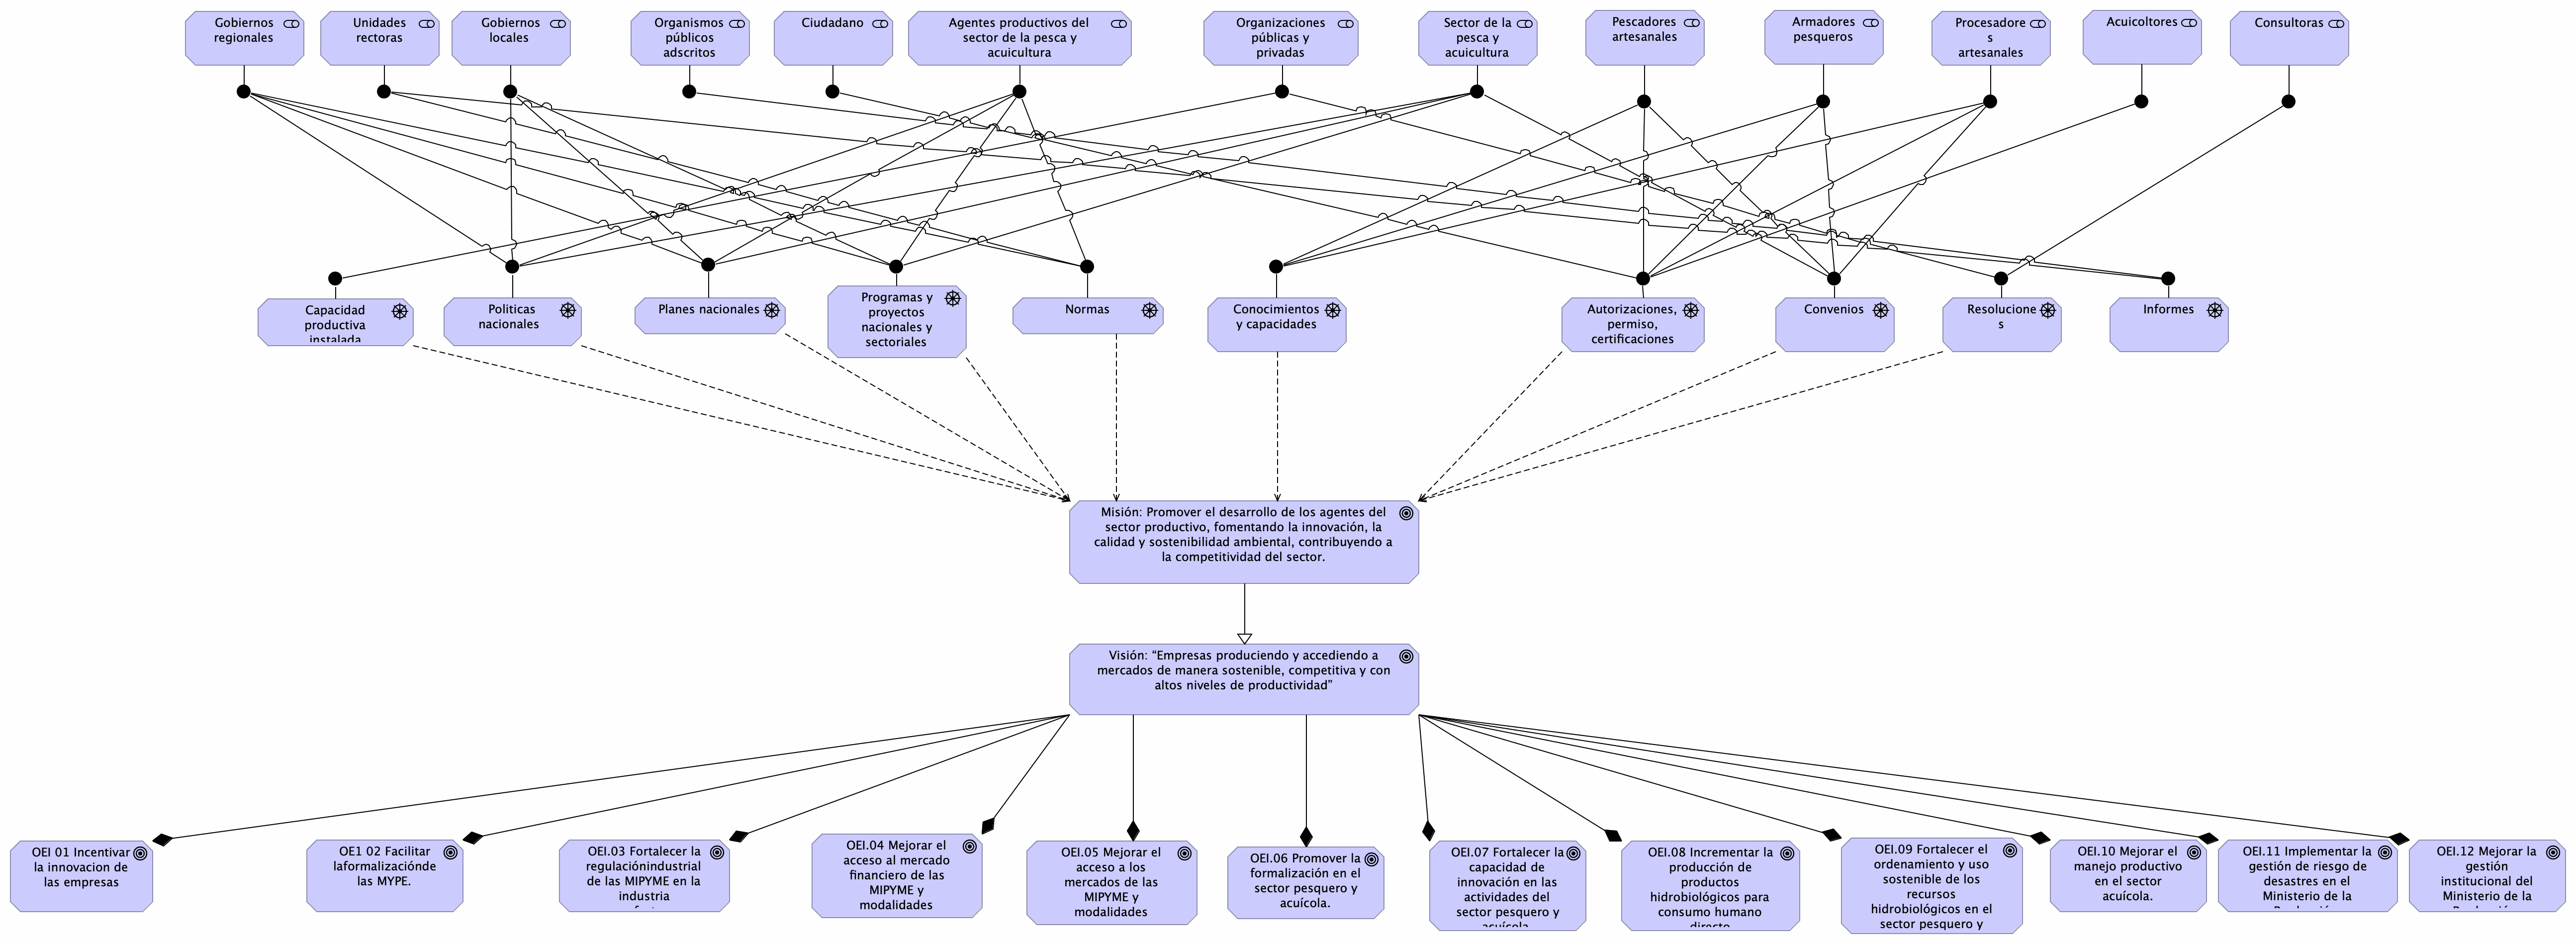 Gobiernos
regionales
Unidades
rectoras
Gobiernos
locales
Organismos
públicos
adscritos
Ciudadano
Agentes productivos del
sector de la pesca y
acuicultura
Organizaciones
públicas y
privadas
Sector de la
pesca y
acuicultura
Pescadores
artesanales
Armadores
pesqueros
Procesadore
s
artesanales
Acuicoltores
Consultoras
Capacidad
productiva
instalada
Politicas
nacionales
Planes nacionales
Programas y
proyectos
nacionales y
sectoriales
Normas
Conocimientos
y capacidades
Autorizaciones,
permiso,
certificaciones
Convenios
Resolucione
s
Informes
Misión: Promover el desarrollo de los agentes del
sector productivo, fomentando la innovación, la
calidad y sostenibilidad ambiental, contribuyendo a
la competitividad del sector.
Visión: “Empresas produciendo y accediendo a
mercados de manera sostenible, competitiva y con
altos niveles de productividad”
OEI 01 Incentivar
la innovacion de
las empresas
OE1 02 Facilitar
laformalizaciónde
las MYPE.
OEI.03 Fortalecer la
regulaciónindustrial
de las MIPYME en la
industria
OEI.04 Mejorar el
acceso al mercado
financiero de las
MIPYME y
modalidades
OEI.05 Mejorar el
acceso a los
mercados de las
MIPYME y
modalidades
OEI.06 Promover la
formalización en el
sector pesquero y
acuícola.
OEI.07 Fortalecer la
capacidad de
innovación en las
actividades del
sector pesquero y
acuícola
OEI.08 Incrementar la
producción de
productos
hidrobiológicos para
consumo humano
directo
OEI.09 Fortalecer el
ordenamiento y uso
sostenible de los
recursos
hidrobiológicos en el
sector pesquero y
OEI.10 Mejorar el
manejo productivo
en el sector
acuícola.
OEI.11 Implementar la
gestión de riesgo de
desastres en el
Ministerio de la
OEI.12 Mejorar la
gestión
institucional del
Ministerio de la